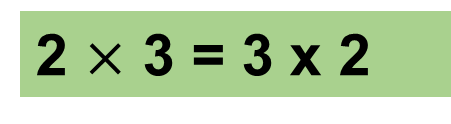 2 × 3 = 3 x 2